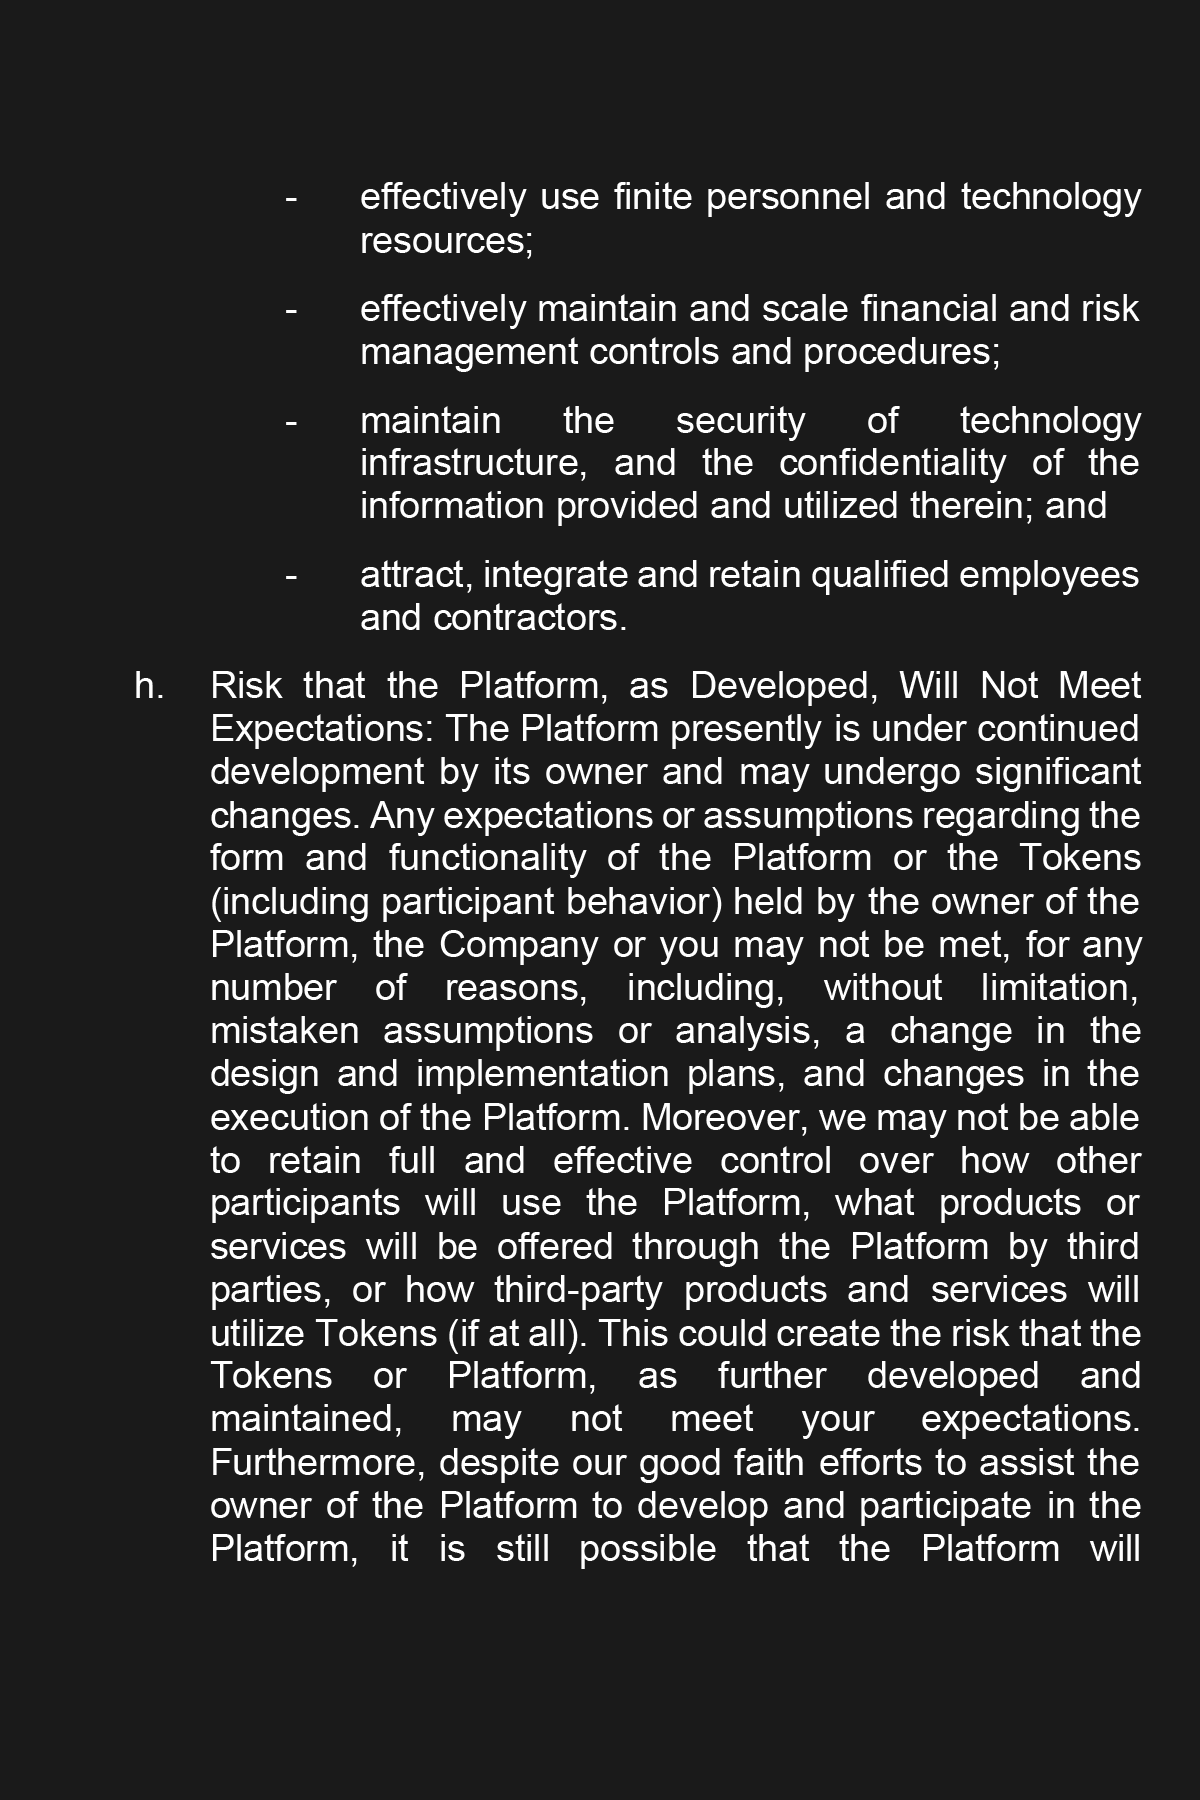 - effectively use finite personnel and technology
resources;
- effectively maintain and scale financial and risk
management controls and procedures;
- maintain the security of technology
infrastructure, and the confidentiality of the
information provided and utilized therein; and
- attract, integrate and retain qualified employees
and contractors.
h. Risk that the Platform, as Developed, Will Not Meet
Expectations: The Platform presently is under continued
development by its owner and may undergo significant
changes. Any expectations or assumptions regarding the
form and functionality of the Platform or the Tokens
(including participant behavior) held by the owner of the
Platform, the Company or you may not be met, for any
number of reasons, including, without limitation,
mistaken assumptions or analysis, a change in the
design and implementation plans, and changes in the
execution of the Platform. Moreover, we may not be able
to retain full and effective control over how other
participants will use the Platform, what products or
services will be offered through the Platform by third
parties, or how third-party products and services will
utilize Tokens (if at all). This could create the risk that the
Tokens or Platform, as further developed and
maintained, may not meet your expectations.
Furthermore, despite our good faith efforts to assist the
owner of the Platform to develop and participate in the
Platform, it is still possible that the Platform will